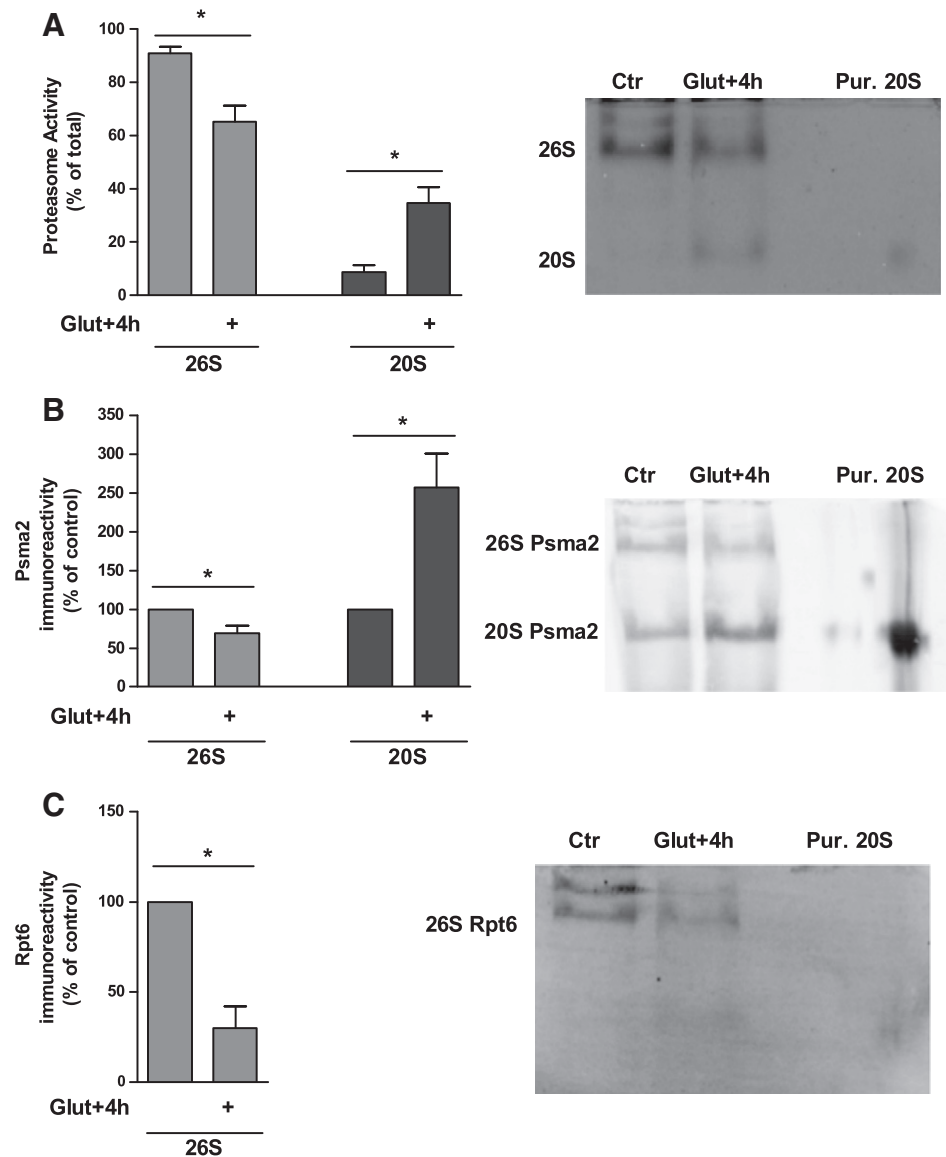 A
Proteasome Activity
(% of total)
100
80
60
40
20
0
*
*
Glut+4h
+
+
26S
20S
Ctr
Glut+4h
Pur. 20S
26S
20S
B
Psma2
immunoreactivity
(% of control)
350
300
250
200
150
100
50
0
*
*
Glut+4h
+
+
26S
20S
Ctr
Glut+4h
Pur. 20S
26S Psma2
20S Psma2
C
Rpt6
immunoreactivity
(% of control)
150
100
50
0
*
Glut+4h
+
26S
Ctr
Glut+4h
Pur. 20S
26S Rpt6